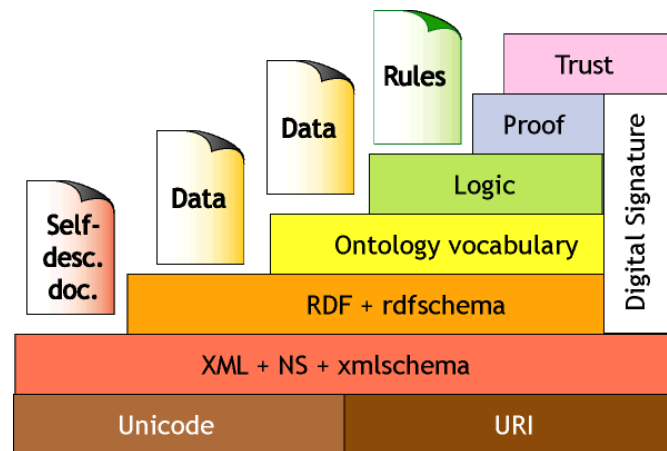 Trust
Rules
Proof
Data
Digital Signature
Logic
Data
Self-
desc.
doc.
Ontology vocabulary
RDF + rdfschema
XML + NS + xmlschema
Unicode
URI